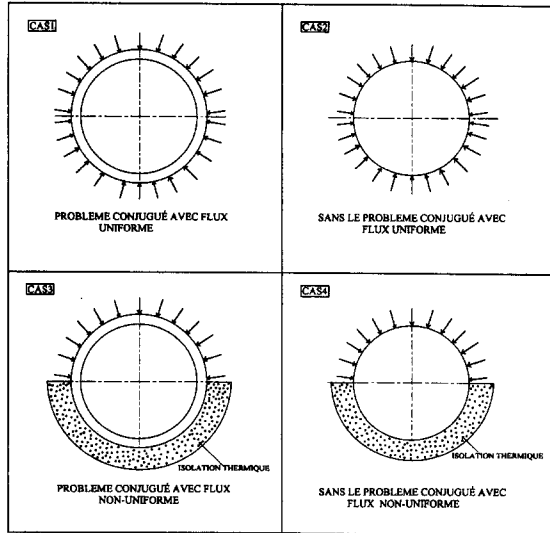 CAS1
PROBLEME CONJUGUÉ AVEC FLUX
UNIFORME
CAS2
SANS LE PROBLEME CONJUGUÉ AVEC
FLUX UNIFORME
CAS3
ISOLATION THERMIQUE
PROBLEME CONJUGUÉ AVEC FLUX
NON-UNIFORME
CAS4
ISOLATION THERMIQUE
SANS LE PROBLEME CONJUGUÉ AVEC
FLUX NON-UNIFORME